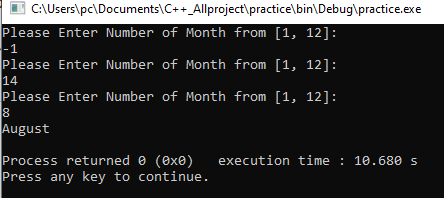 C:\Users\pc\Documents\C++_Allproject\practice\bin\Debug\practice.exe
Please Enter Number of Month from [1, 12]:
-1
Please Enter Number of Month from [1, 12]:
14
Please Enter Number of Month from [1, 12]:
8
August
Process returned 0 (0x0)   execution time : 10.680 s
Press any key to continue.